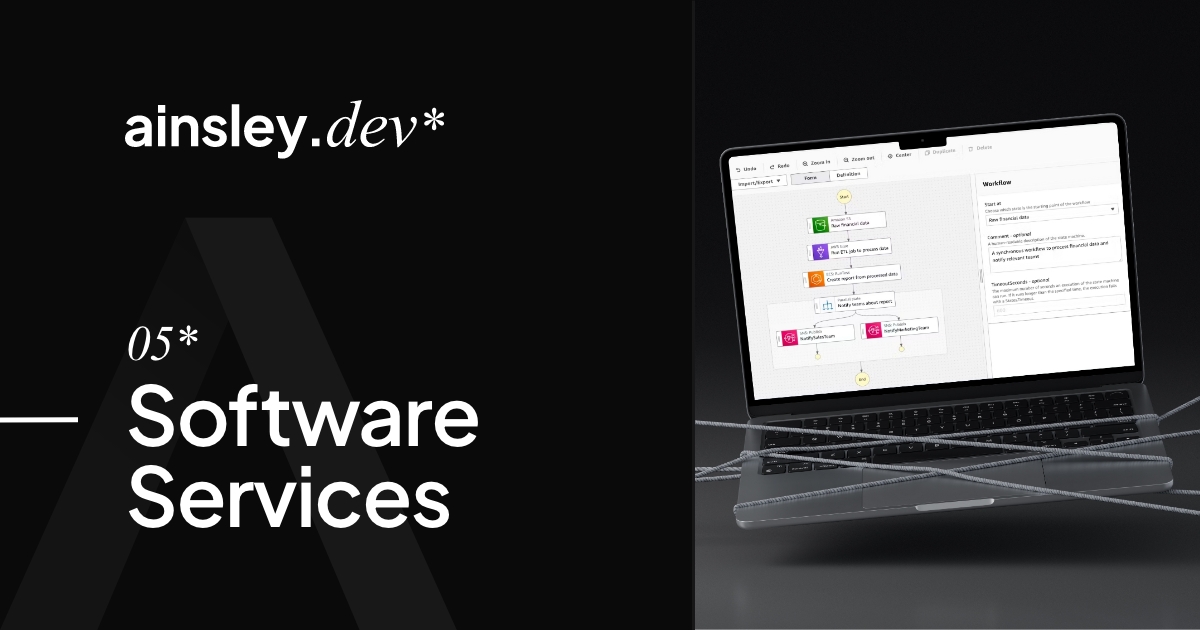 ainsley.dev*
05*
Software
Services
Undo Redo Zoom In Zoom Out Center Duplicate Delete
Import/Export Form Definition
Workflow
Start
Start at
Raw financial data
Raw financial data
Run ETL job to process data
Comment - optional
A synchronous workflow to process financial data and
notify relevant teams
Create report from processed data
TimeoutSeconds - optional
Notify teams about report
NotifySalesTeam
NotifyMarketingTeam
End